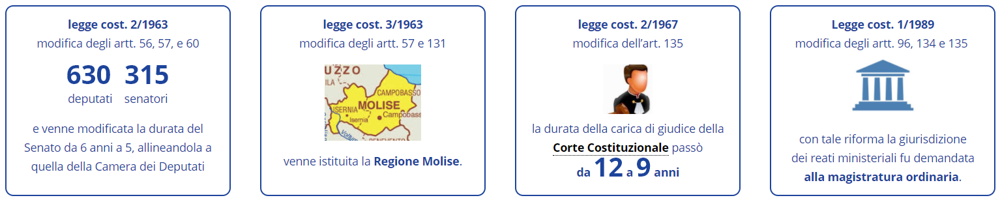 legge cost. 2/1963
modifica degli artt. 56, 57, e 60
630 315
deputati senatori
e venne modificata la durata del
Senato da 6 anni a 5, allineandola a
quella della Camera dei Deputati
legge cost. 3/1963
modifica degli artt. 57 e 131
UZZO
ILA
CAMPOBASSO
ISERNIA MOLISE
Isernia Campobass
Voltu
BENEVENTO
venne istituita la Regione Molise.
legge cost. 2/1967
modifica dell’art. 135
la durata della carica di giudice della
Corte Costituzionale passò
da 12 a 9 anni
Legge cost. 1/1989
modifica degli artt. 96, 134 e 135
con tale riforma la giurisdizione
dei reati ministeriali fu demandata
alla magistratura ordinaria.